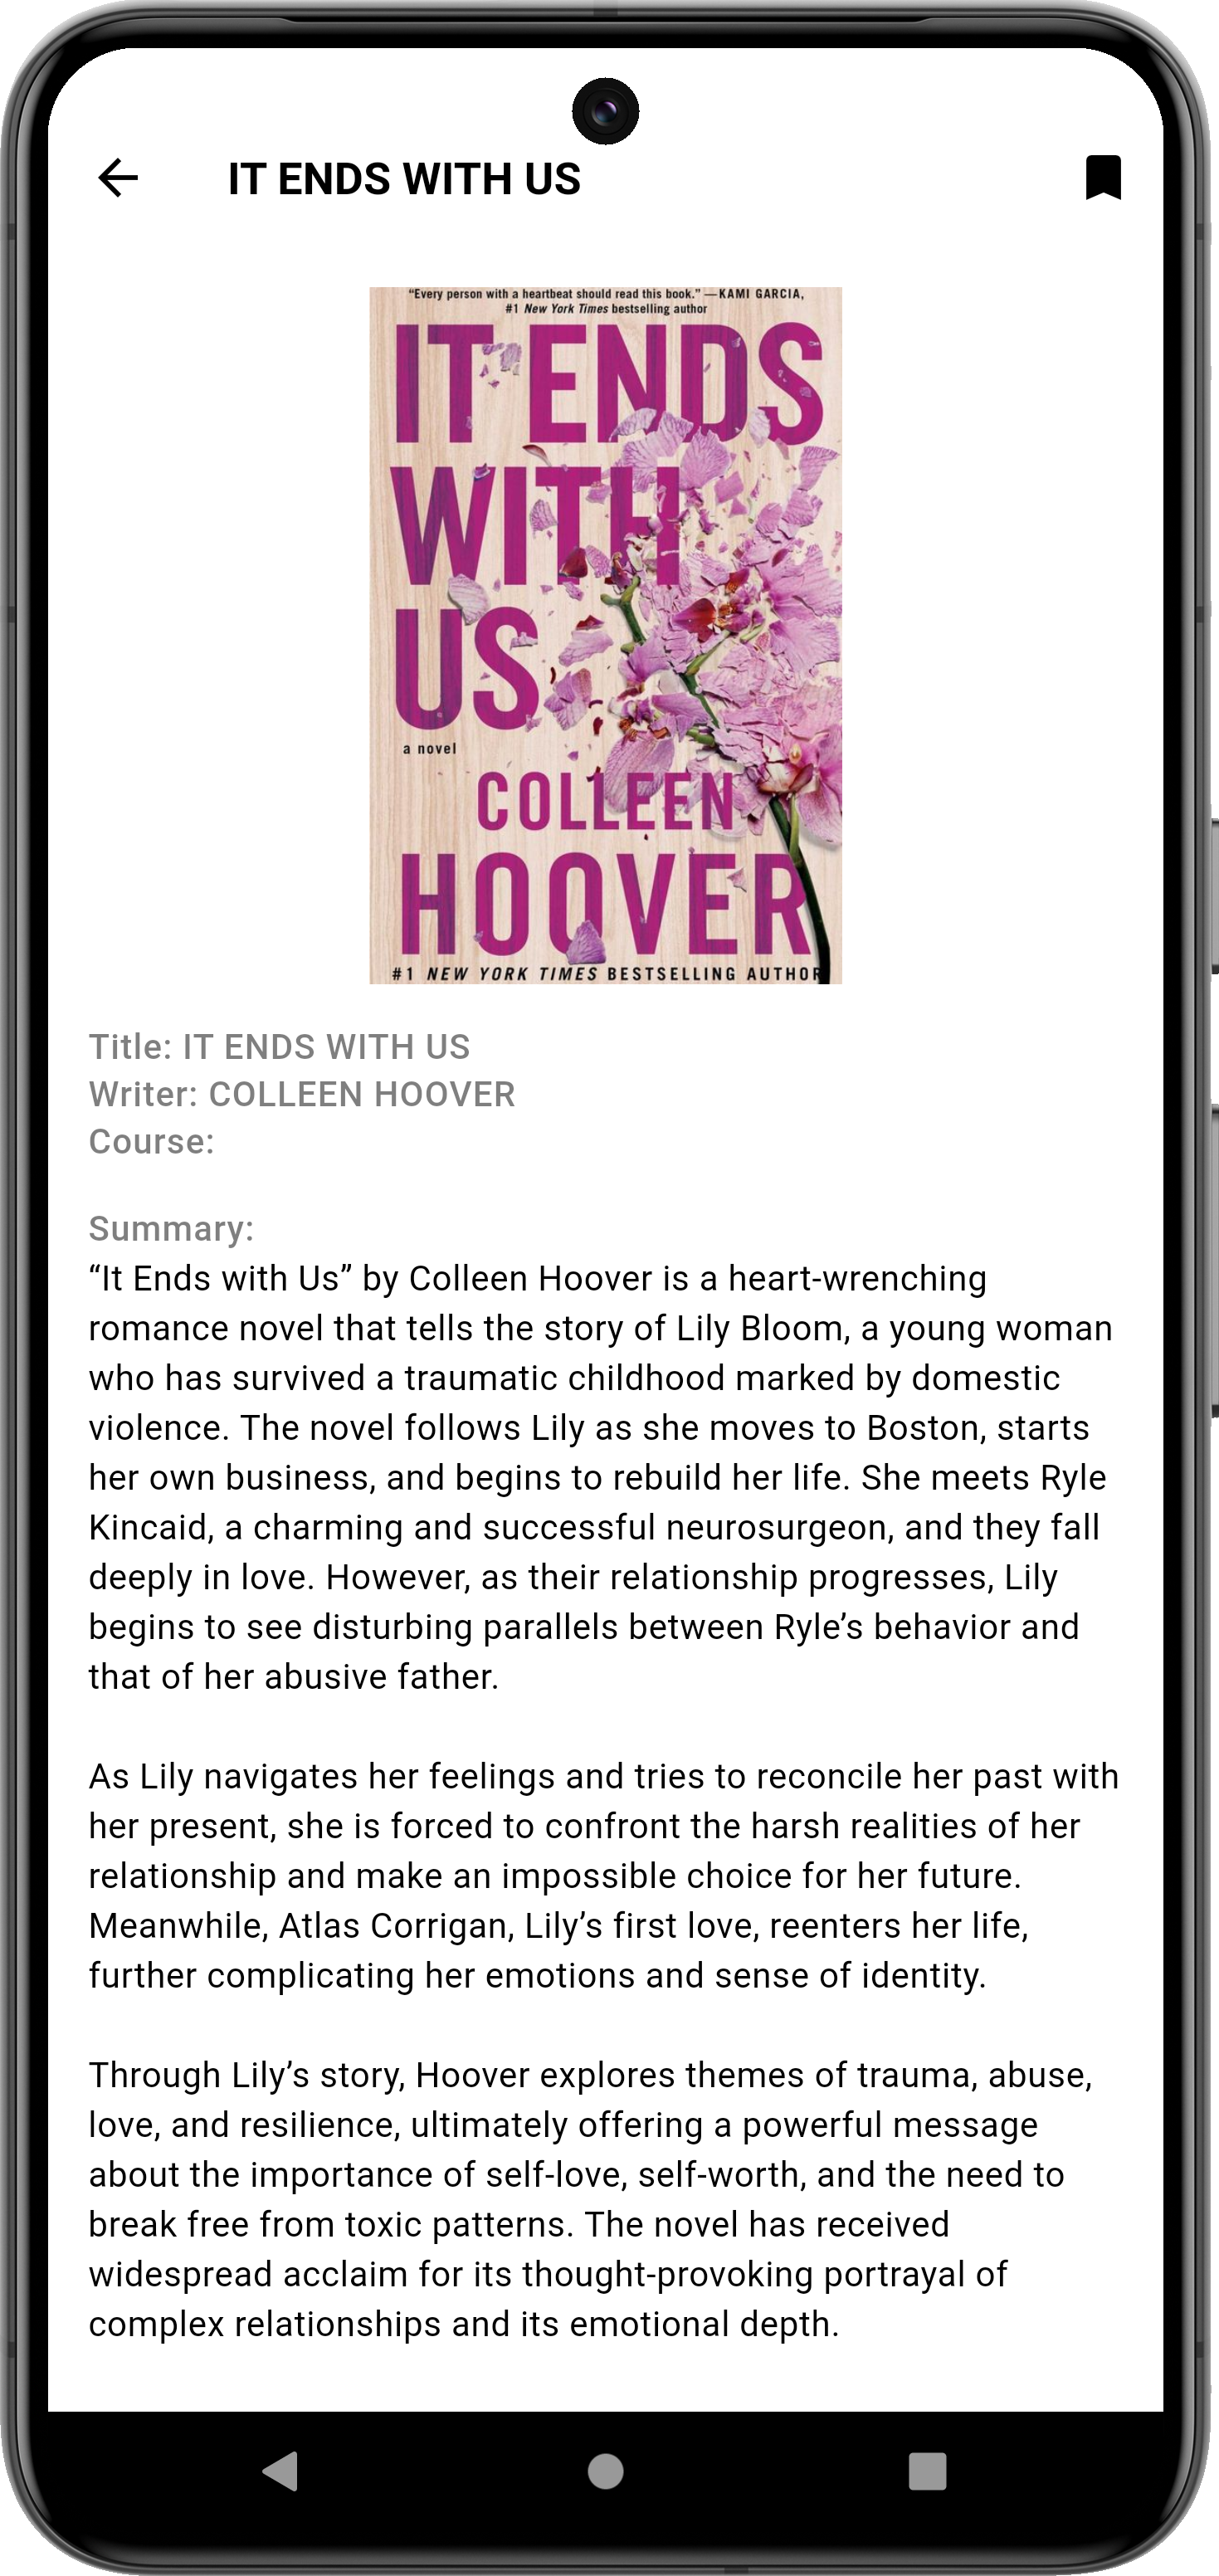 IT ENDS WITH US
“Every person with a heartbeat should read this book.” —KAMI GARCIA,
#1 New York Times bestselling author
IT ENDS
WITH
US
a novel
COLLEEN
HOOVER
#1 NEW YORK TIMES BESTSELLING AUTHOR
Title: IT ENDS WITH US
Writer: COLLEEN HOOVER
Course:
Summary:
“It Ends with Us” by Colleen Hoover is a heart-wrenching
romance novel that tells the story of Lily Bloom, a young woman
who has survived a traumatic childhood marked by domestic
violence. The novel follows Lily as she moves to Boston, starts
her own business, and begins to rebuild her life. She meets Ryle
Kincaid, a charming and successful neurosurgeon, and they fall
deeply in love. However, as their relationship progresses, Lily
begins to see disturbing parallels between Ryle’s behavior and
that of her abusive father.
As Lily navigates her feelings and tries to reconcile her past with
her present, she is forced to confront the harsh realities of her
relationship and make an impossible choice for her future.
Meanwhile, Atlas Corrigan, Lily’s first love, reenters her life,
further complicating her emotions and sense of identity.
Through Lily’s story, Hoover explores themes of trauma, abuse,
love, and resilience, ultimately offering a powerful message
about the importance of self-love, self-worth, and the need to
break free from toxic patterns. The novel has received
widespread acclaim for its thought-provoking portrayal of
complex relationships and its emotional depth.